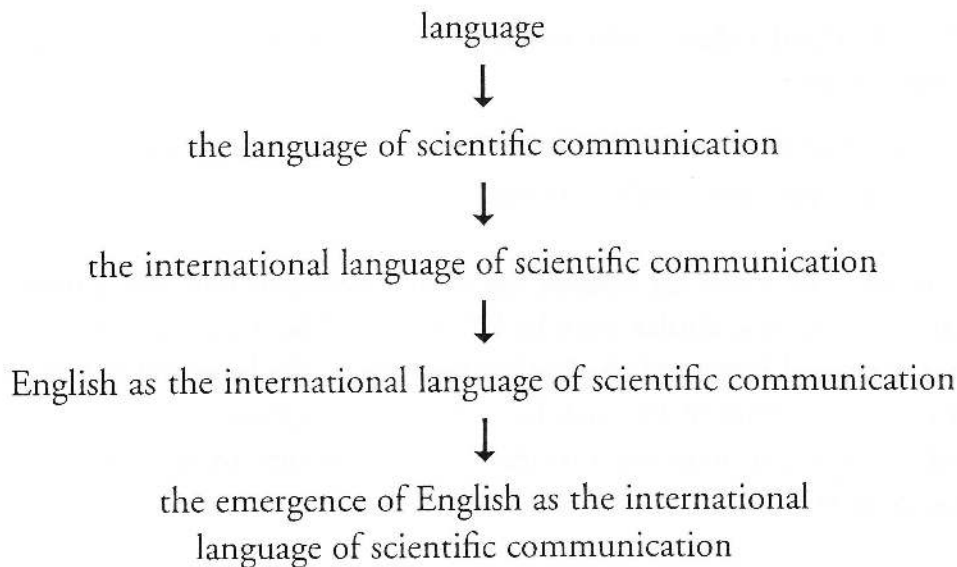 language
the language of scientific communication
the international language of scientific communication
English as the international language of scientific communication
the emergence of English as the international
language of scientific communication